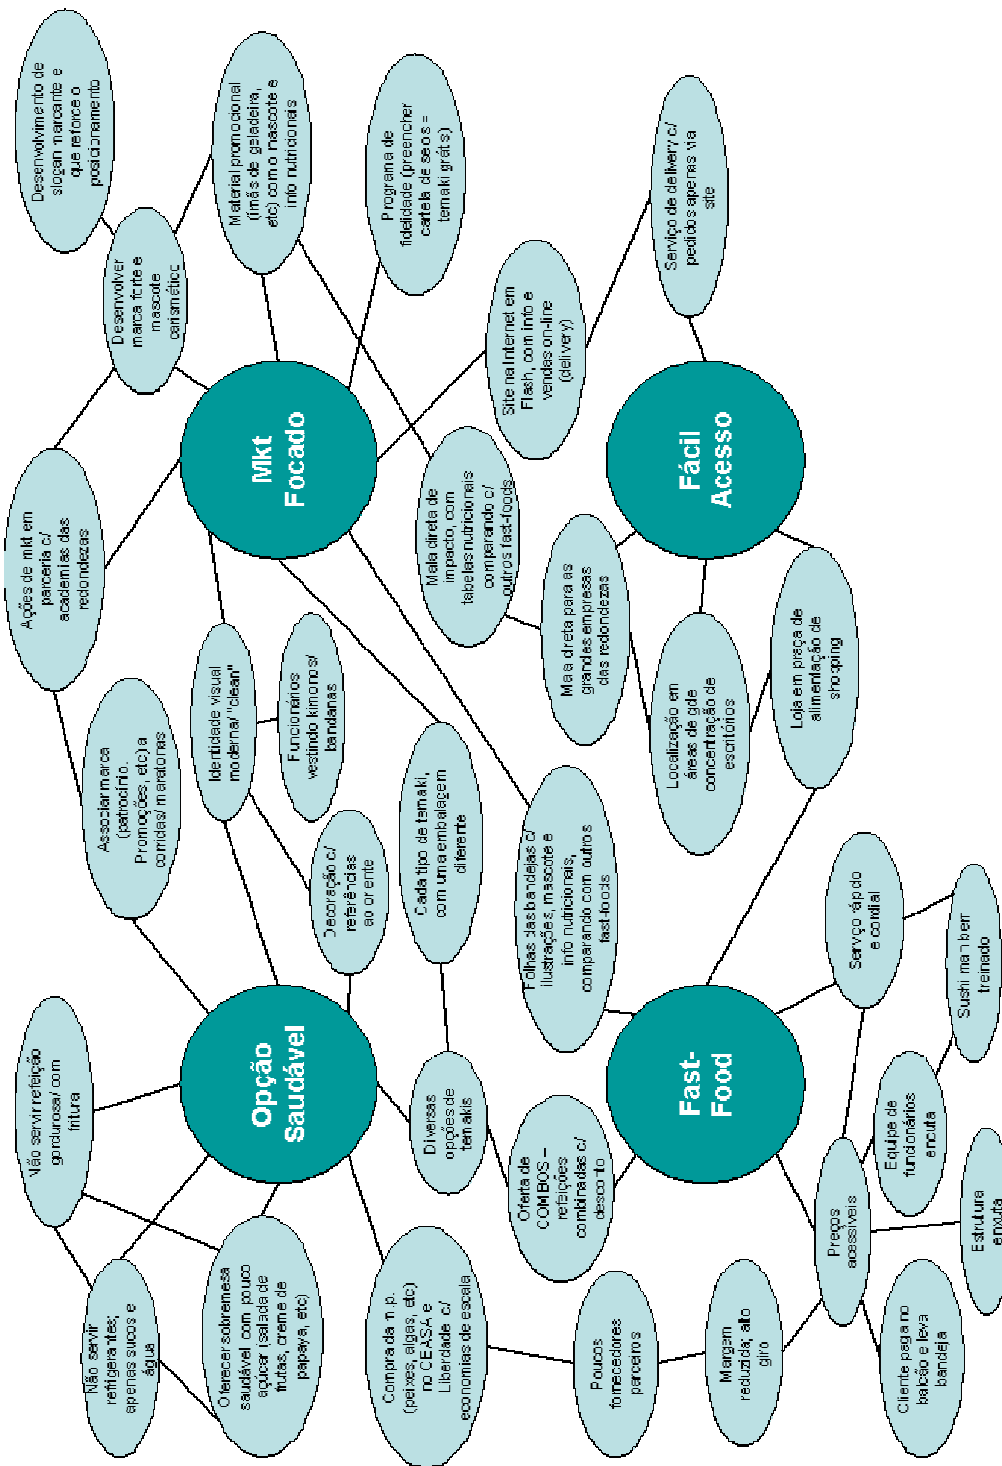 Não servir
refrigerantes;
apenas sucos e
água
Não servir refeição
gordurosa/ com
fritura
Associar marca
(patrocínio,
Promoções, etc) a
corridas/ maratonas
Ações de mkt em
parceria c/
academias das
redondezas
Desenvolver
marca forte e
mascote
carismático
Desenvolvimento de
slogan marcante e
que reforce o
posicionamento
Oferecer sobremesa
saudável com pouco
açúcar (salada de
frutas, creme de
papaya, etc)
Opção
Saudável
Identidade visual
moderna/ "clean"
Funcionários
vestindo kimonos/
bandanas
Mkt
Focado
Material promocional
(ímãs de geladeira,
etc) com o mascote e
info nutricionais
Decoração c/
referências
ao oriente
Programa de
fidelidade (preencher
cartela de selos =
temaki grátis)
Compra da m.p.
(peixes, algas, etc)
no CEASA e
Liberdade c/
economias de escala
Diversas
opções de
temakis
Cada tipo de temaki,
com uma embalagem
diferente
Mala direta de
impacto, com
tabelas nutricionais
comparando c/
outros fast-foods
Site na Internet em
Flash, com info e
vendas on-line
(delivery)
Oferta de
COMBOS –
refeições
combinadas c/
desconto
Folhas das bandejas c/
ilustrações, mascote e
info nutricionais,
comparando com outros
fast-foods
Mala direta para as
grandes empresas
das redondezas
Poucos
fornecedores
parceiros
Fast-
Food
Localização em
áreas de gde
concentração de
escritórios
Fácil
Acesso
Serviço de delivery c/
pedidos apenas via
site
Margem
reduzida; alto
giro
Loja em praça de
alimentação de
shopping
Preços
acessíveis
Serviço rápido
e cordial
Cliente paga no
balcão e leva
bandeja
Equipe de
funcionários
enxuta
Sushi man bem
treinado
Estrutura
enxuta